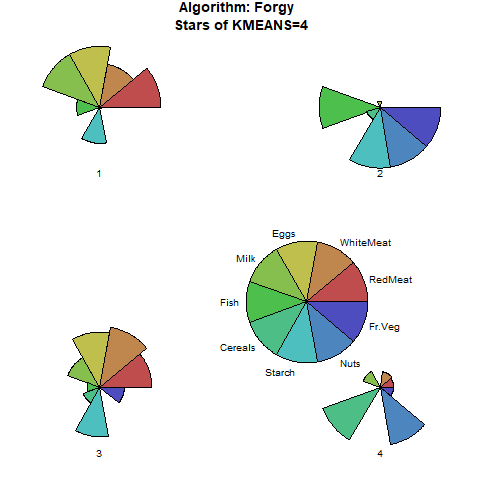 Algorithm: Forgy
Stars of KMEANS=4
1
2
Eggs
WhiteMeat
Milk
RedMeat
Fish
Fr.Veg
Cereals
Nuts
Starch
3
4